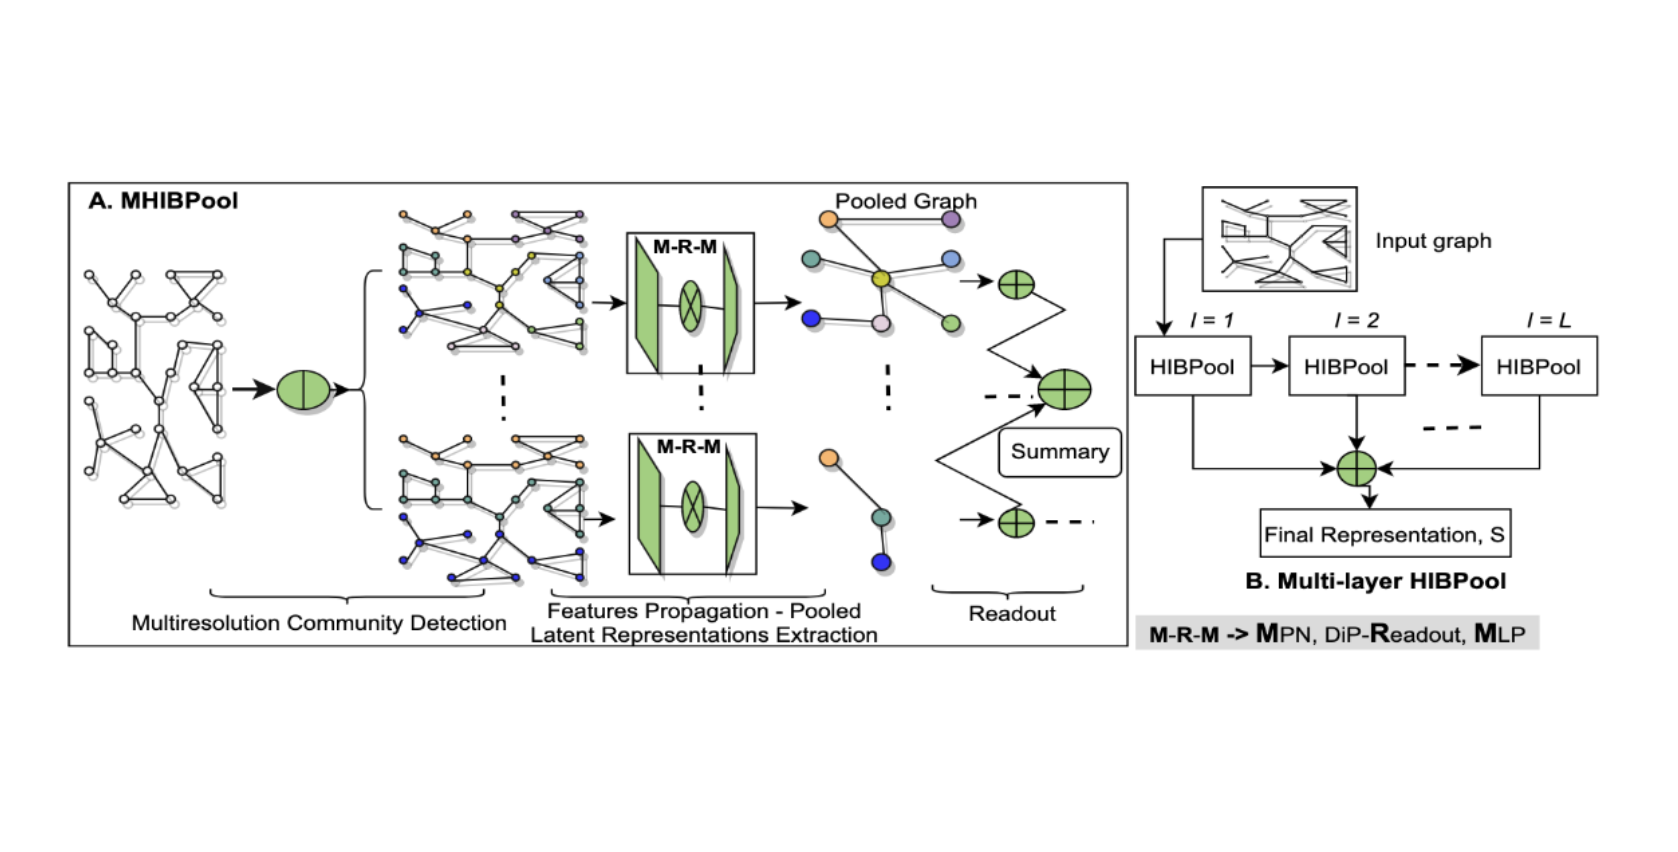 A. MHIBPool
Pooled Graph
M-R-M
M-R-M
Summary
Multiresolution Community Detection
Features Propagation - Pooled
Latent Representations Extraction
Readout
Input graph
l = 1
l = 2
l = L
HIBPool
HIBPool
HIBPool
Final Representation, S
B. Multi-layer HIBPool
M-R-M -> MPN, DiP-Readout, MLP